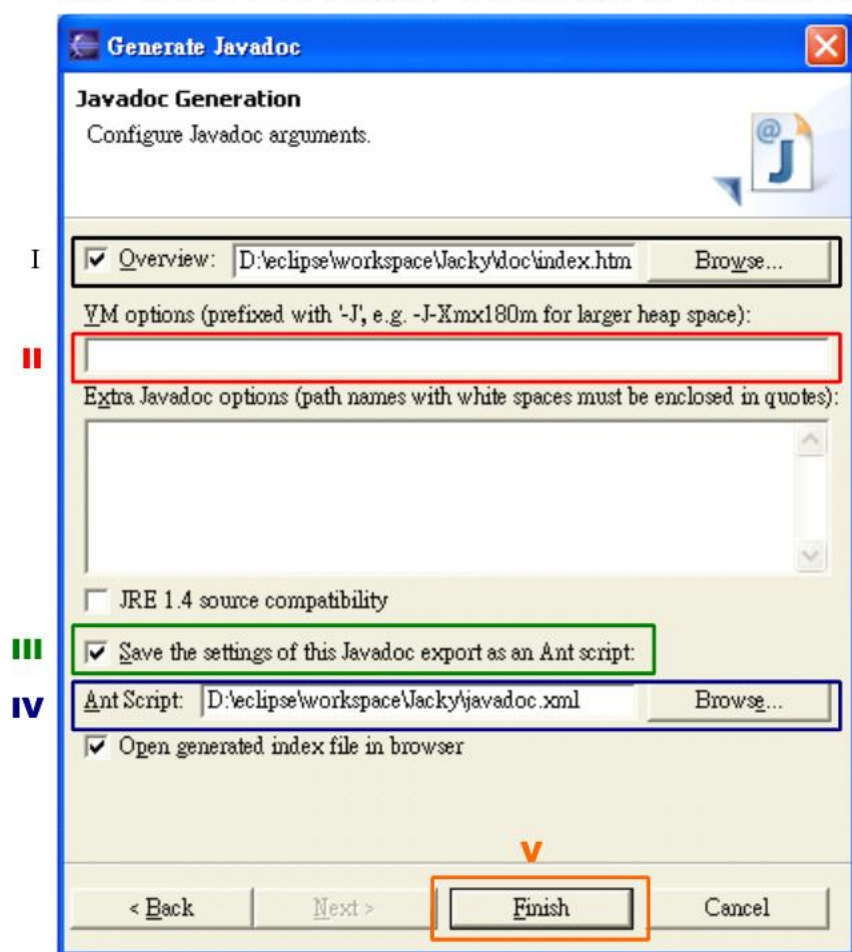 Generate Javadoc
Javadoc Generation
Configure Javadoc arguments.
I
Overview: D:\eclipse\workspace\Jacky\doc\index.htm Browse...
VM options (prefixed with '-J', e.g. -J-Xmx180m for larger heap space):
II
Extra Javadoc options (path names with white spaces must be enclosed in quotes):
JRE 1.4 source compatibility
III Save the settings of this Javadoc export as an Ant script:
IV Ant Script: D:\eclipse\workspace\Jacky\javadoc.xml Browse...
Open generated index file in browser
V
< Back Next > Finish Cancel